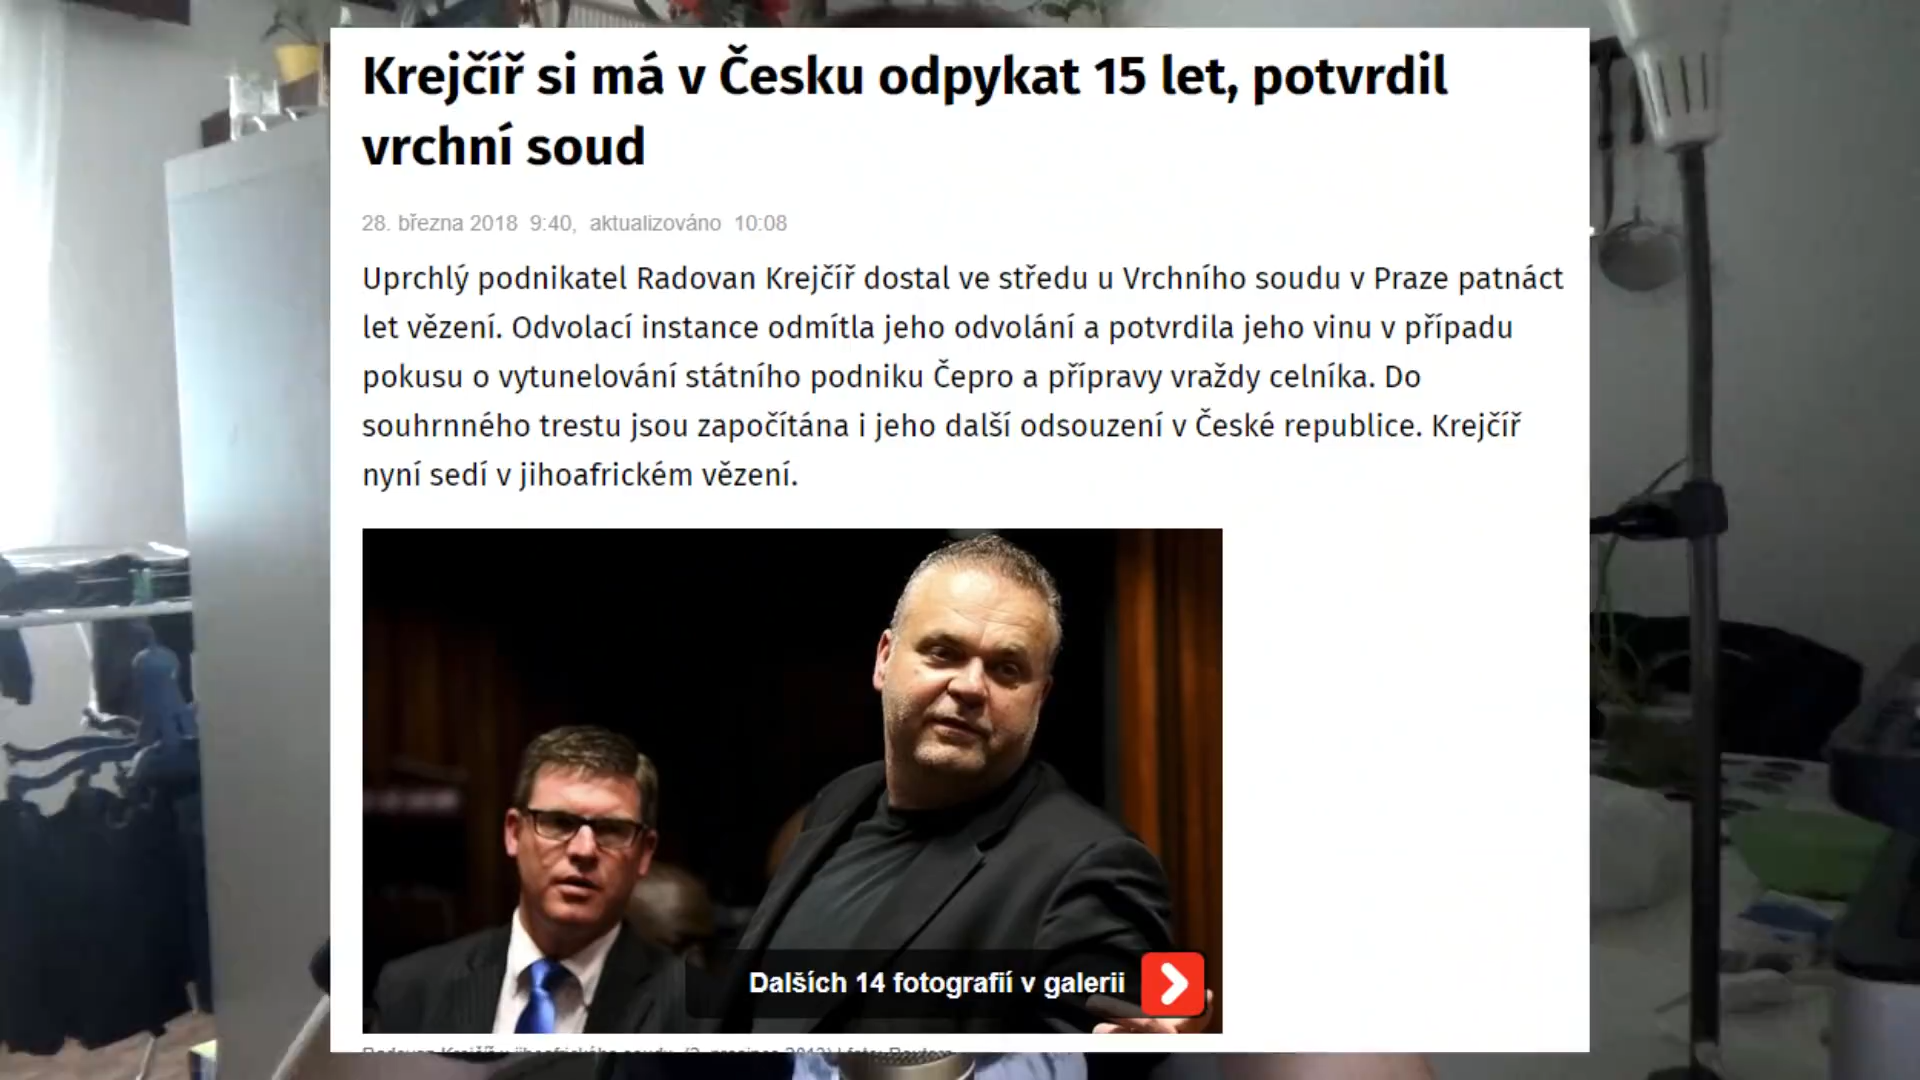 Krejčíř si má v Česku odpykat 15 let, potvrdil
vrchní soud
28. března 2018 9:40, aktualizováno 10:08
Uprchlý podnikatel Radovan Krejčíř dostal ve středu u Vrchního soudu v Praze patnáct
let vězení. Odvolací instance odmítla jeho odvolání a potvrdila jeho vinu v případu
pokusu o vytunelování státního podniku Čepro a přípravy vraždy celníka. Do
souhrnného trestu jsou započítána i jeho další odsouzení v České republice. Krejčíř
nyní sedí v jihoafrickém vězení.
Dalších 14 fotografií v galerii
Radovan Krejčíř